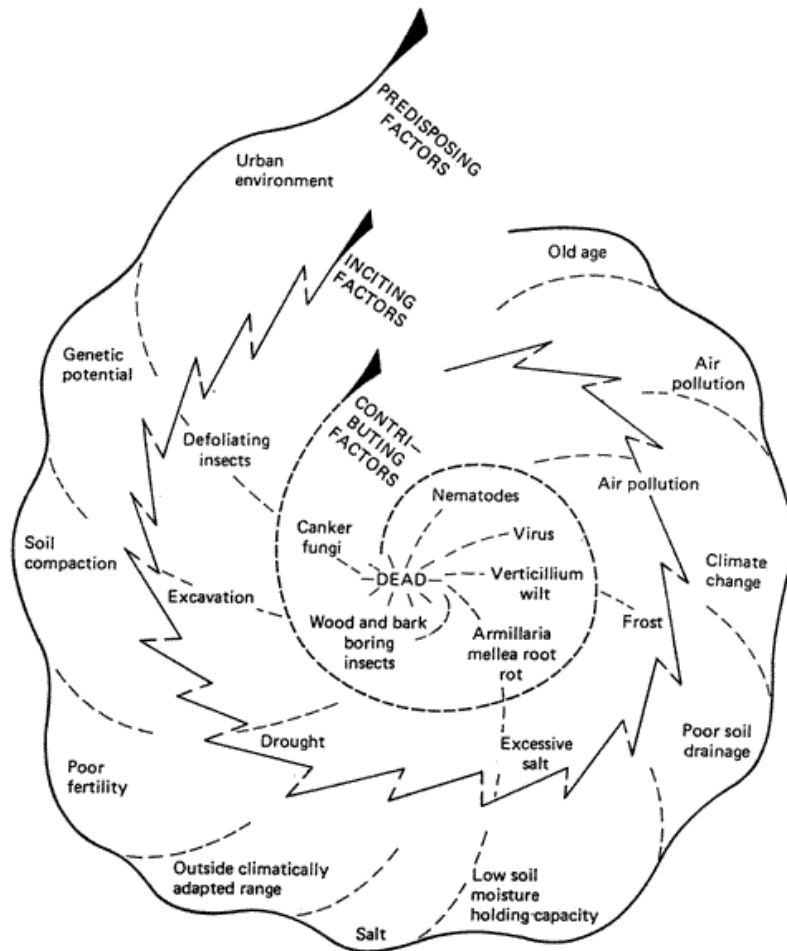 PREDISPOSING
FACTORS
Urban
environment
INCITING
FACTORS
Old age
Genetic
potential
Air
pollution
CONTRI-
BUTING
FACTORS
Defoliating
insects
Nematodes
Air pollution
Canker
fungi
Virus
Soil
compaction
DEAD
Verticillium
wilt
Climate
change
Excavation
Wood and bark
boring
insects
Armillaria
mellea root
rot
Frost
Drought
Excessive
salt
Poor soil
drainage
Poor
fertility
Outside climatically
adapted range
Low soil
moisture
holding-capacity
Salt